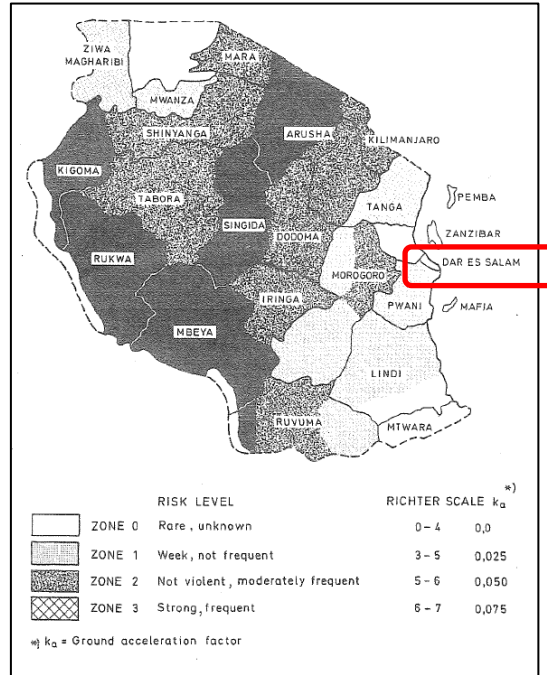 ZIWA
MAGHARIBI
MARA
MWANZA
SHINYANGA
ARUSHA
KILIMANJARO
KIGOMA
TABORA
TANGA
PEMBA
SINGIDA
DODOMA
ZANZIBAR
RUKWA
DAR ES SALAM
MOROGORO
IRINGA
PWANI
MAFIA
MBEYA
LINDI
RUVUMA
MTWARA
*)
RISK LEVEL RICHTER SCALE ka
ZONE 0 Rare, unknown 0-4 0,0
ZONE 1 Week, not frequent 3-5 0,025
ZONE 2 Not violent, moderately frequent 5-6 0,050
ZONE 3 Strong, frequent 6-7 0,075
*) ka = Ground acceleration factor